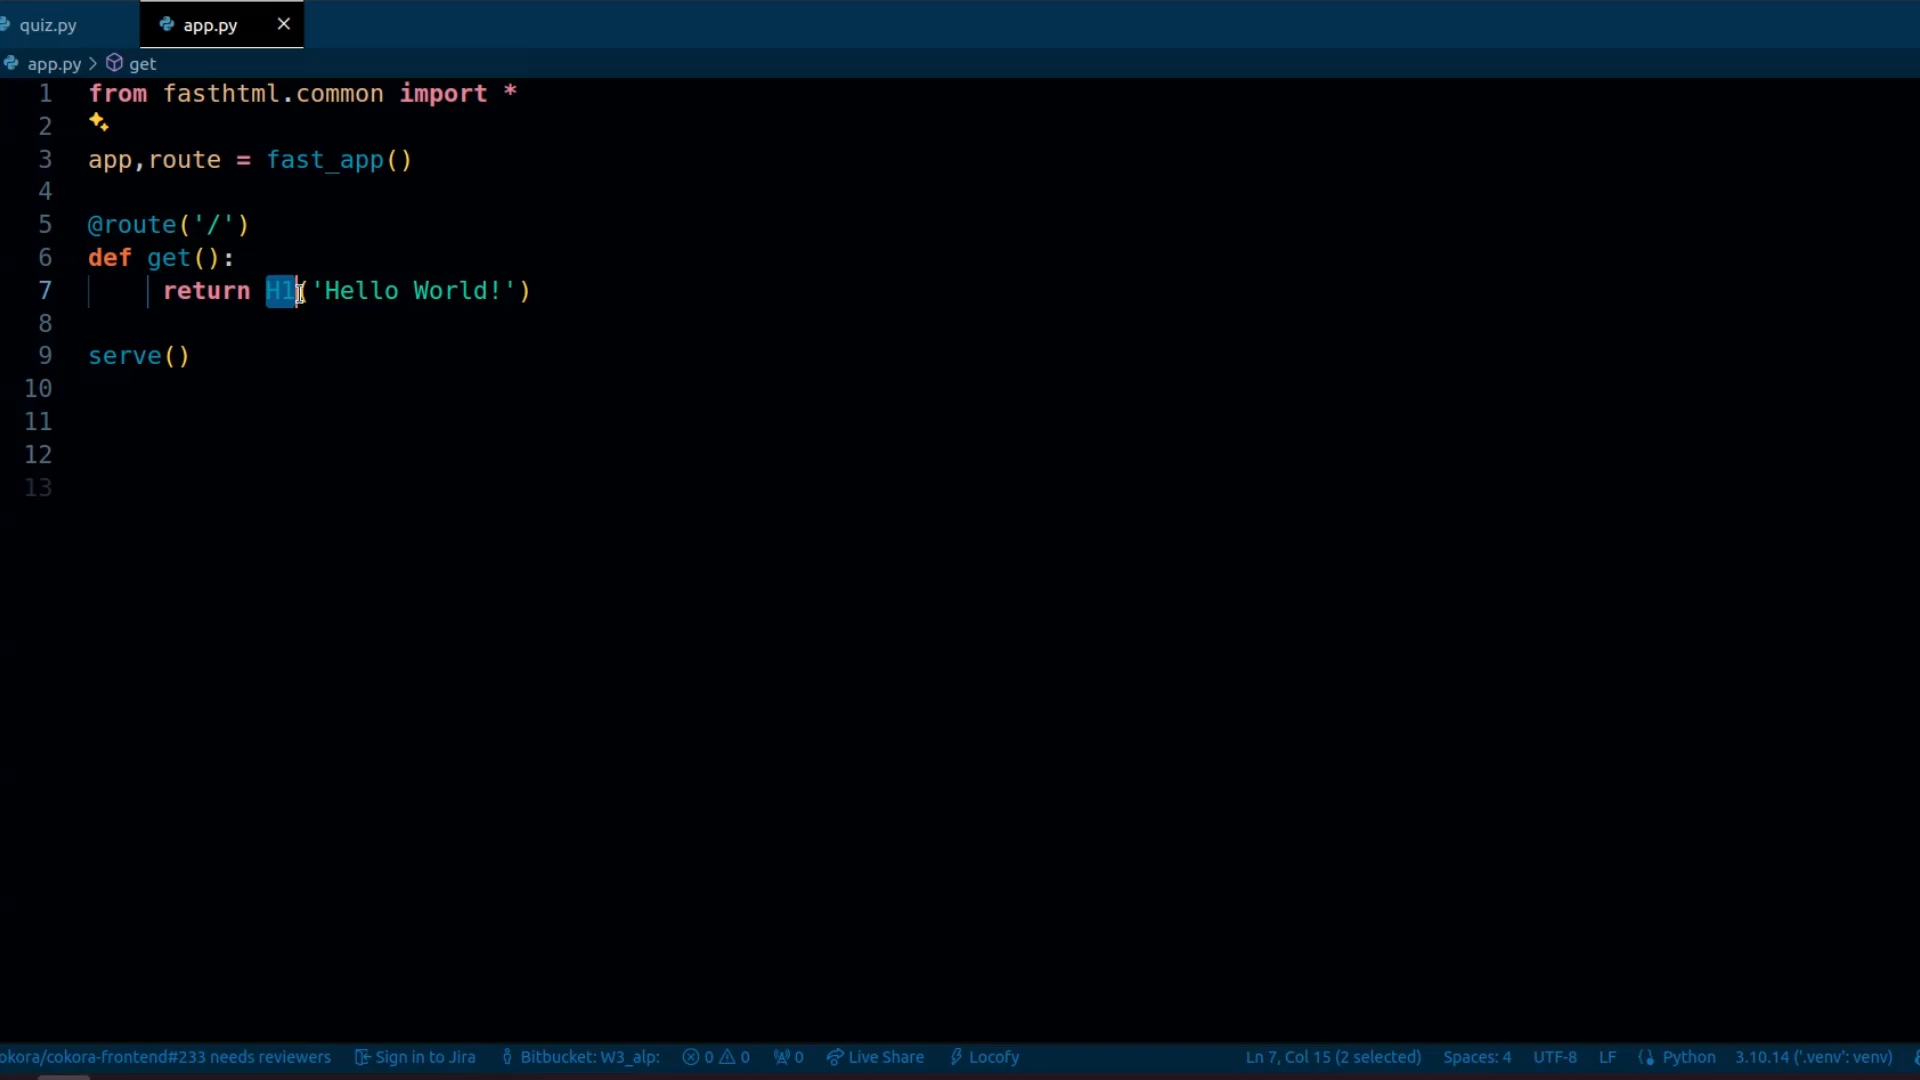 quiz.py
app.py
app.py > get
1 from fasthtml.common import *
2
3 app,route = fast_app()
4
5 @route('/')
6 def get():
7 return H1('Hello World!')
8
9 serve()
10
11
12
13
okora/cokora-frontend#233 needs reviewers Sign in to Jira Bitbucket: W3_alp: 0 0 0 Live Share Locofy Ln 7, Col 15 (2 selected) Spaces: 4 UTF-8 LF Python 3.10.14 ('.venv': venv)